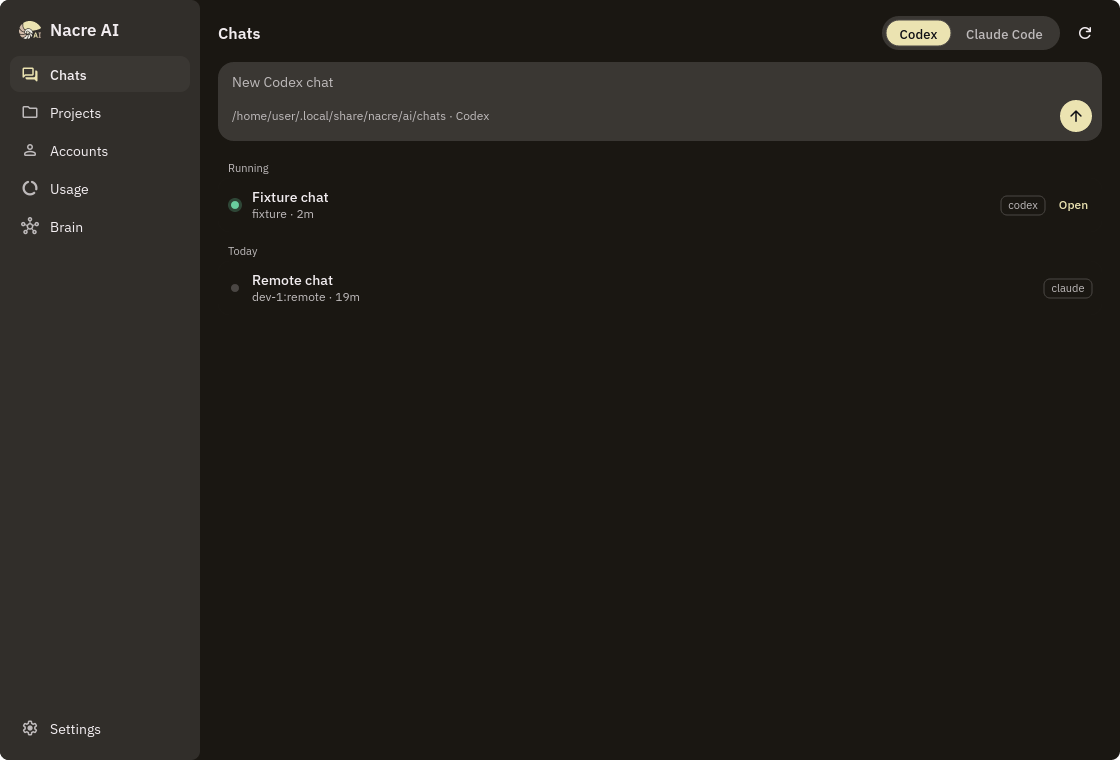 Nacre AI
Chats
Projects
Accounts
Usage
Brain
Settings
Chats
Codex
Claude Code
New Codex chat
/home/user/.local/share/nacre/ai/chats · Codex
Running
Fixture chat
fixture · 2m
codex
Open
Today
Remote chat
dev-1:remote · 19m
claude